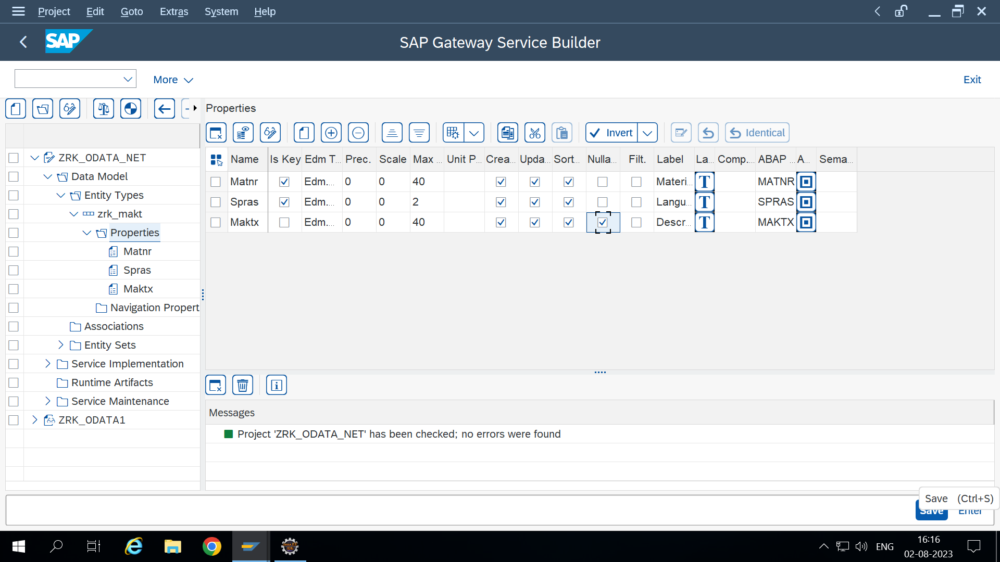 Project Edit Goto Extras System Help
SAP SAP Gateway Service Builder
More Exit
Properties
Invert Identical
Name Is Key Edm T... Prec. Scale Max ... Unit P... Crea... Upda... Sort... Nulla... Filt. Label La... Comp.... ABAP ... A... Sema...
Matnr Edm.... 0 0 40 Materi... T MATNR
Spras Edm.... 0 0 2 Langu... T SPRAS
Maktx Edm.... 0 0 40 Descr... T MAKTX
ZRK_ODATA_NET
Data Model
Entity Types
zrk_makt
Properties
Matnr
Spras
Maktx
Navigation Propert
Associations
Entity Sets
Service Implementation
Runtime Artifacts
Service Maintenance
ZRK_ODATA1
Messages
Project 'ZRK_ODATA_NET' has been checked; no errors were found
Save (Ctrl+S)
Save Enter
Java EE
IDE
ENG
16:16
02-08-2023